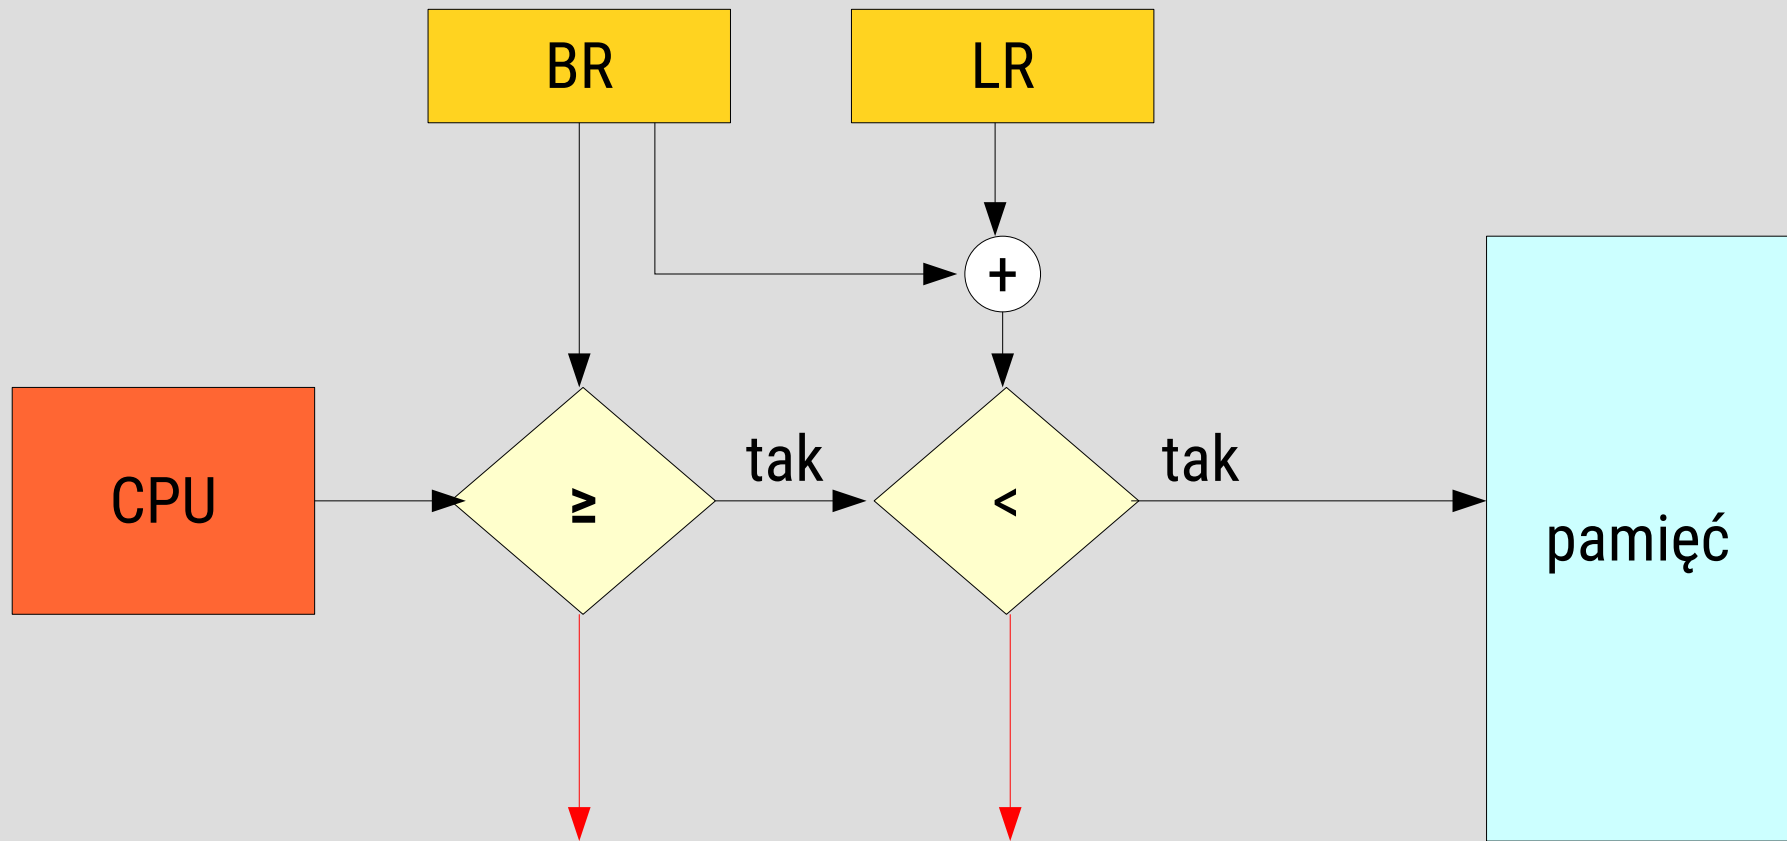 BR
LR
+
CPU
≥
tak
<
tak
pamięć